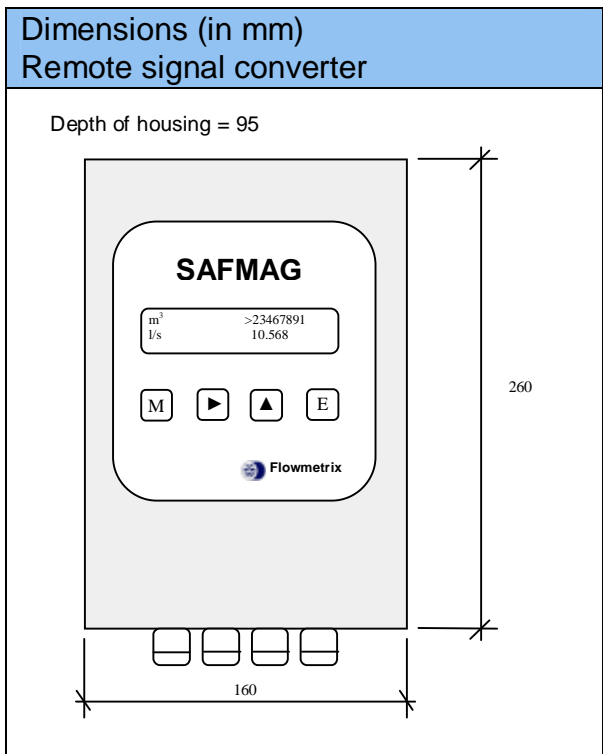 Dimensions (in mm)
Remote signal converter
Depth of housing = 95
SAFMAG
m³ >23467891
l/s 10.568
M ► ▲ E
Flowmetrix
260
160